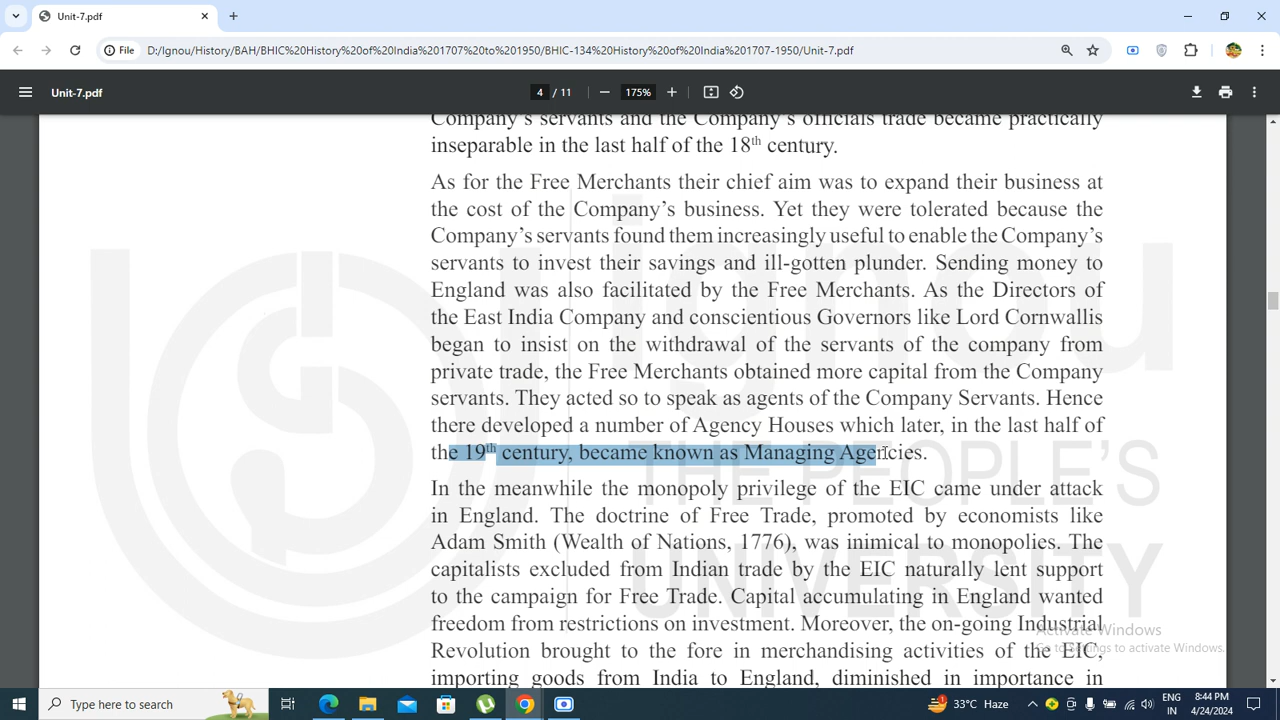 Unit-7.pdf
File
D:/Ignou/History/BAH/BHIC%20History%20of%20India%201707%20to%201950/BHIC-134%20History%20of%20India%201707-1950/Unit-7.pdf
Unit-7.pdf
4 / 11
175%
Company's servants and the Company's officials trade became practically
inseparable in the last half of the 18th century.
As for the Free Merchants their chief aim was to expand their business at
the cost of the Company's business. Yet they were tolerated because the
Company's servants found them increasingly useful to enable the Company's
servants to invest their savings and ill-gotten plunder. Sending money to
England was also facilitated by the Free Merchants. As the Directors of
the East India Company and conscientious Governors like Lord Cornwallis
began to insist on the withdrawal of the servants of the company from
private trade, the Free Merchants obtained more capital from the Company
servants. They acted so to speak as agents of the Company Servants. Hence
there developed a number of Agency Houses which later, in the last half of
the 19th century, became known as Managing Agencies.
In the meanwhile the monopoly privilege of the EIC came under attack
in England. The doctrine of Free Trade, promoted by economists like
Adam Smith (Wealth of Nations, 1776), was inimical to monopolies. The
capitalists excluded from Indian trade by the EIC naturally lent support
to the campaign for Free Trade. Capital accumulating in England wanted
freedom from restrictions on investment. Moreover, the on-going Industrial
Revolution brought to the fore in merchandising activities of the EIC,
importing goods from India to England, diminished in importance in
ignou
THE PEOPLE'S
UNIVERSITY
Activate Windows
Go to Settings to activate Windows.
Type here to search
1
33°C Haze
ENG
IN
8:44 PM
4/24/2024